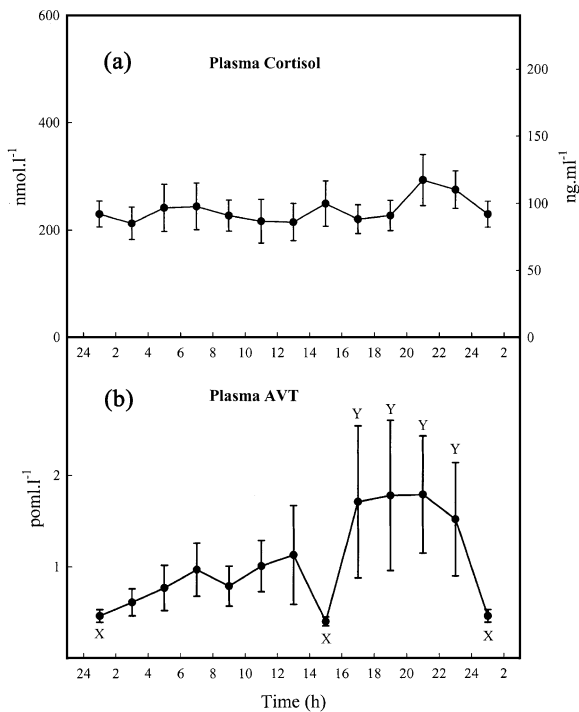 600
(a) Plasma Cortisol
200
400
150
nmol.l-1
ng.ml-1
100
200
50
0 0
24 2 4 6 8 10 12 14 16 18 20 22 24 2
(b) Plasma AVT
Y Y Y Y
2
poml.l-1
1
X X X
24 2 4 6 8 10 12 14 16 18 20 22 24 2
Time (h)